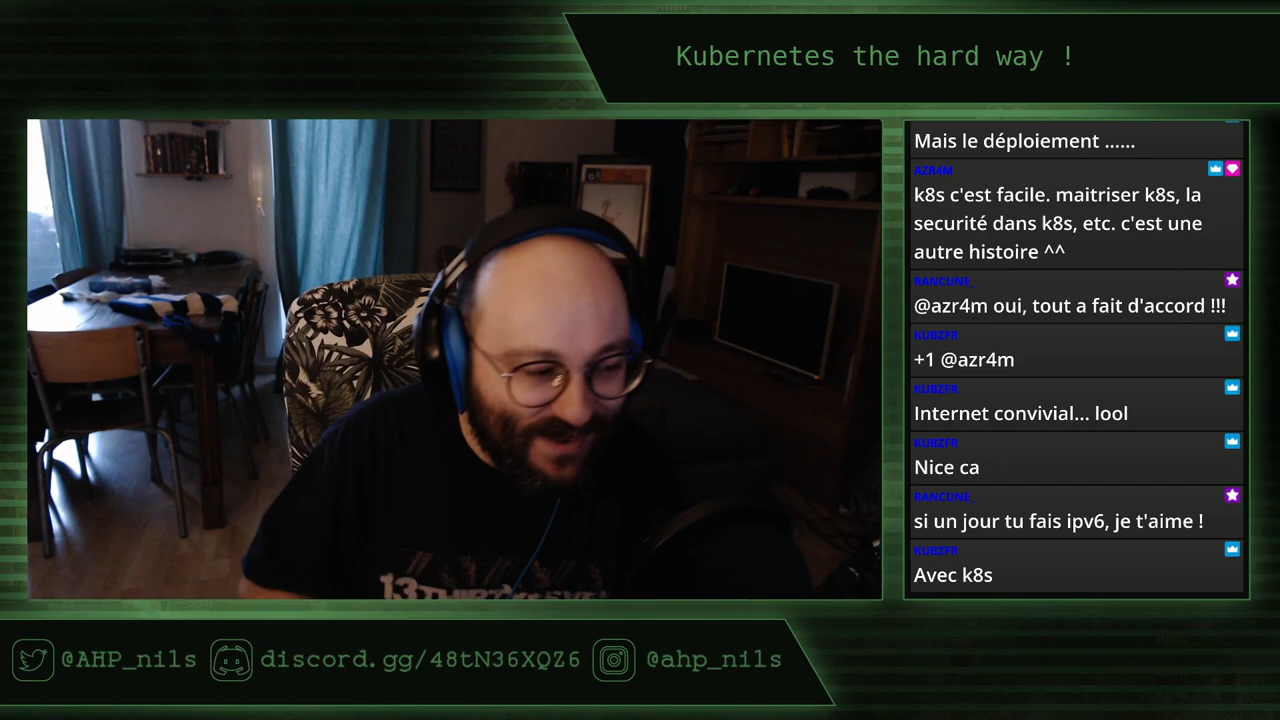 Kubernetes the hard way !
Mais le déploiement ......
AZR4M
k8s c'est facile. maitriser k8s, la
securité dans k8s, etc. c'est une
autre histoire ^^
RANCUNE_
@azr4m oui, tout a fait d'accord !!!
KUBZFR
+1 @azr4m
KUBZFR
Internet convivial... lool
KUBZFR
Nice ca
RANCUNE_
si un jour tu fais ipv6, je t'aime !
KUBZFR
Avec k8s
@AHP_nils
discord.gg/48tN36XQZ6
@ahp_nils